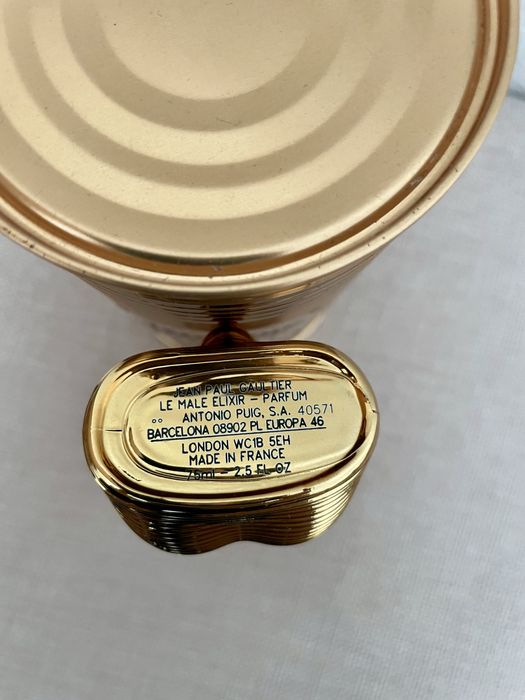 JEAN PAUL GAULTIER
LE MALE ELIXIR – PARFUM
ANTONIO PUIG, S.A. 40571
BARCELONA 08902 PL EUROPA 46
LONDON WC1B 5EH
MADE IN FRANCE
75ml – 2.5 FL OZ